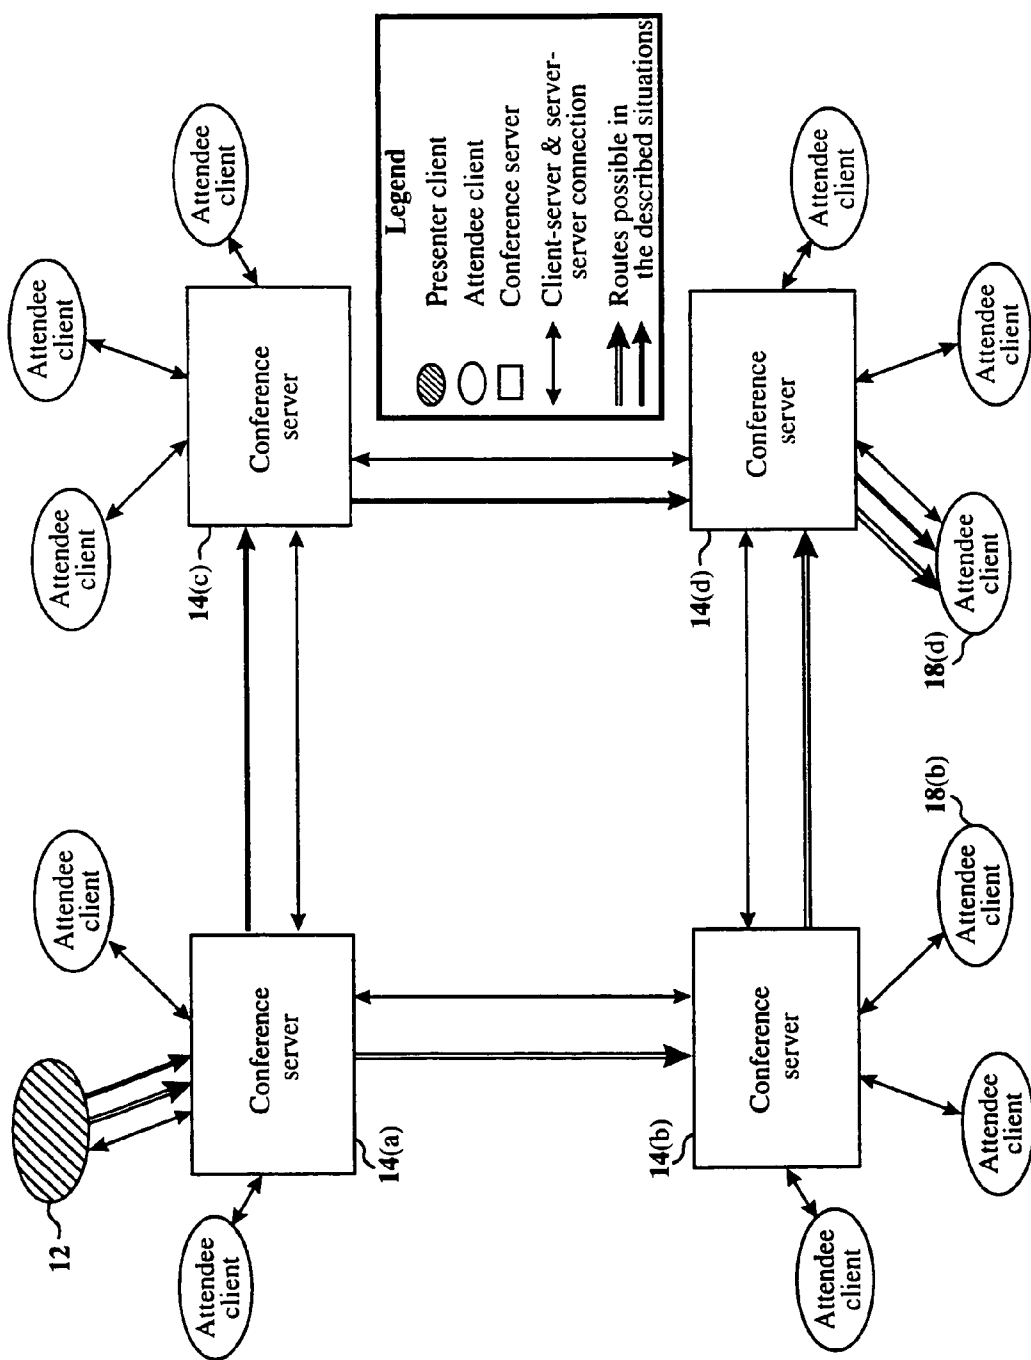 12
Attendee
client
Attendee
client
Attendee
client
Attendee
client
Attendee
client
Conference
server
14(a)
14(c)
Conference
server
Legend
Presenter client
Attendee client
Conference server
Client-server & server-
server connection
Routes possible in
the described situations
14(b)
Conference
server
14(d)
Conference
server
Attendee
client
Attendee
client
Attendee
client
Attendee
client
18(b)
18(d)
Attendee
client
Attendee
client